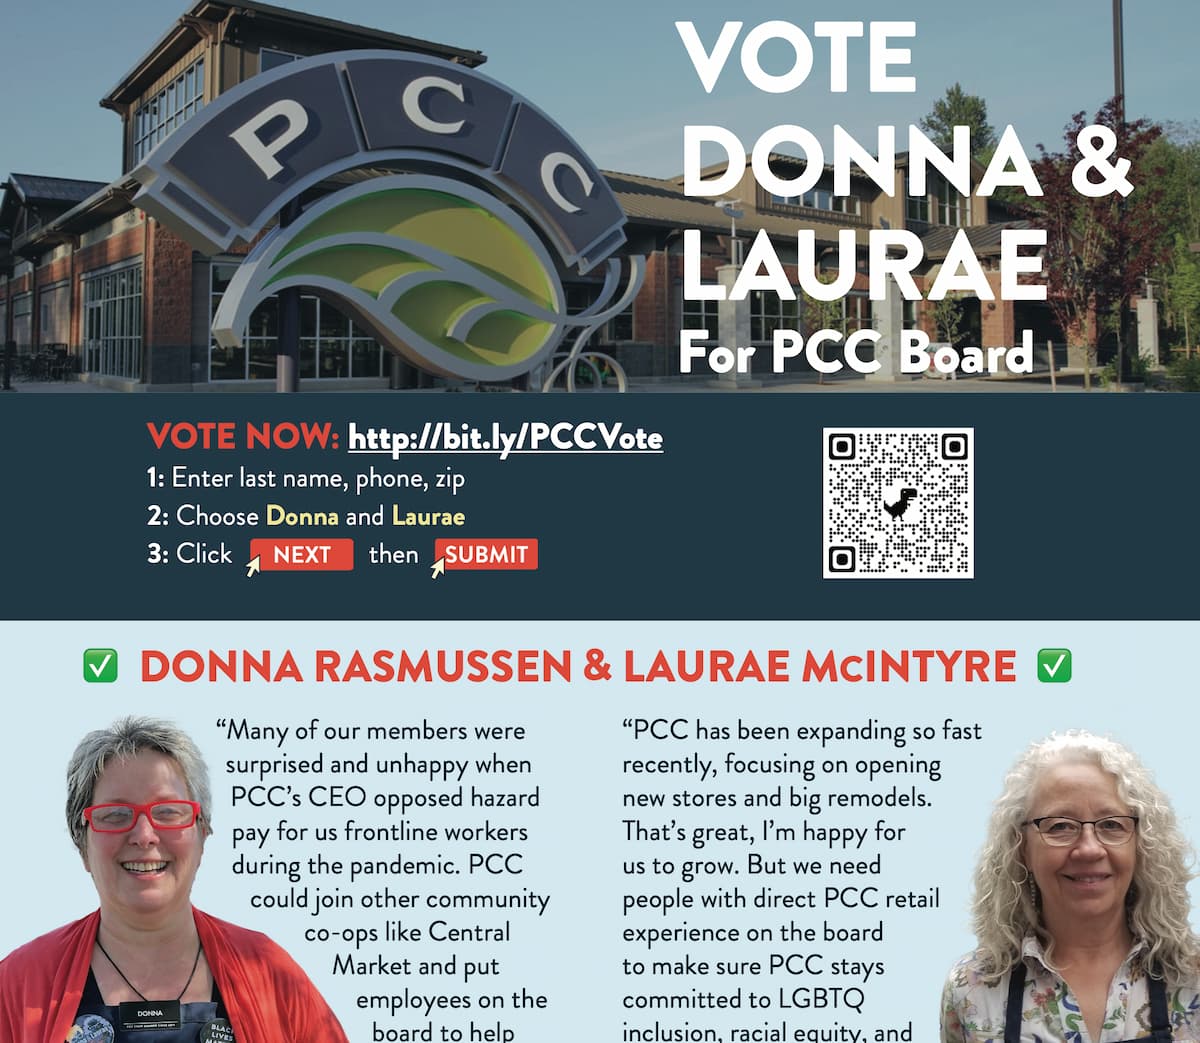 PCC
VOTE
DONNA &
LAURAE
For PCC Board
VOTE NOW: http://bit.ly/PCCVote
1: Enter last name, phone, zip
2: Choose Donna and Laurae
3: Click NEXT then SUBMIT
✅ DONNA RASMUSSEN & LAURAE McINTYRE ✅
“Many of our members were
surprised and unhappy when
PCC’s CEO opposed hazard
pay for us frontline workers
during the pandemic. PCC
could join other community
co-ops like Central
Market and put
employees on the
board to help
“PCC has been expanding so fast
recently, focusing on opening
new stores and big remodels.
That’s great, I’m happy for
us to grow. But we need
people with direct PCC retail
experience on the board
to make sure PCC stays
committed to LGBTQ
inclusion, racial equity, and
DONNA
BLACK
LIVES